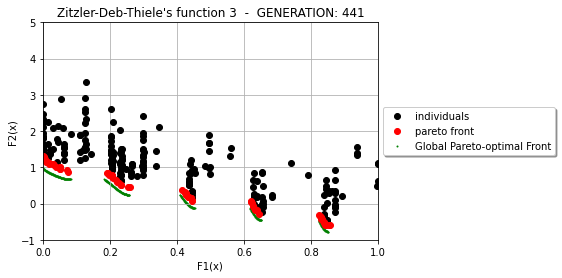 Zitzler-Deb-Thiele's function 3 - GENERATION: 441
5
4
3
2
1
0
−1
F2(x)
0.0 0.2 0.4 0.6 0.8 1.0
F1(x)
individuals
pareto front
Global Pareto-optimal Front